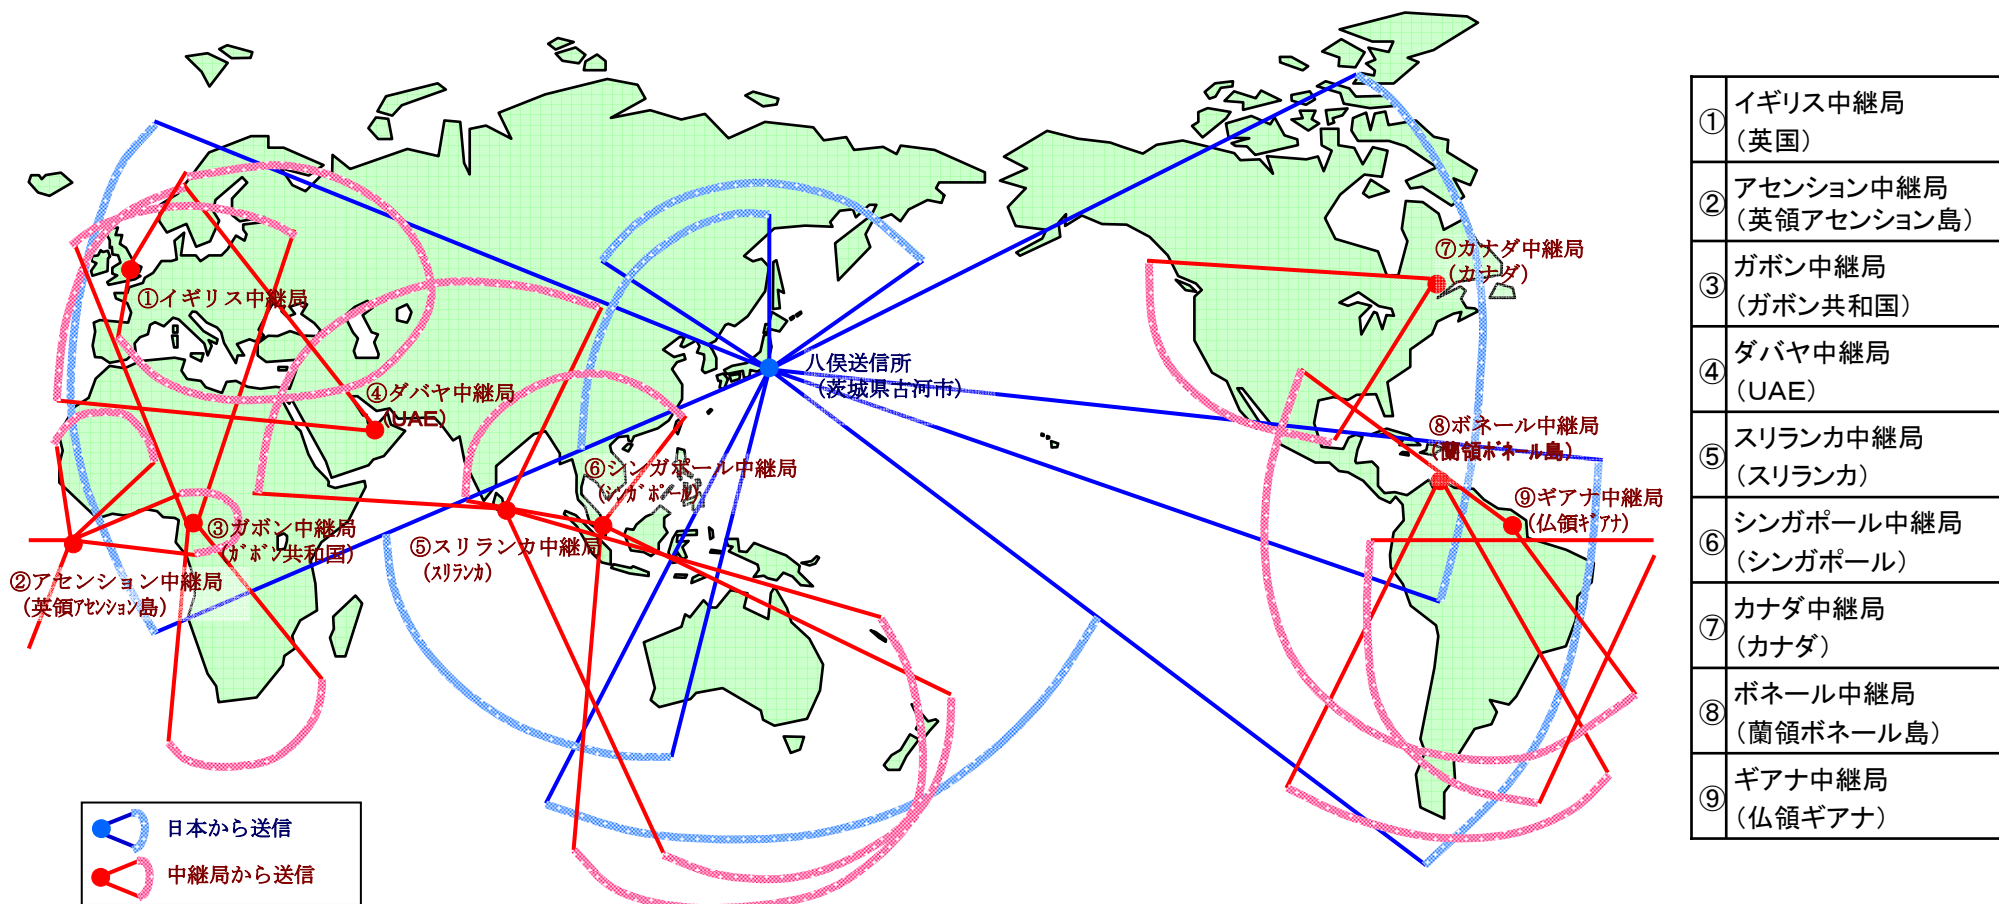 ①イギリス中継局
②アセンション中継局
(英領アセンション島)
③ガボン中継局
(ガボン共和国)
④ダバヤ中継局
(UAE)
⑤スリランカ中継局
(スリランカ)
⑥シンガポール中継局
(シンガポール)
八俣送信所
(茨城県古河市)
⑦カナダ中継局
(カナダ)
⑧ボネール中継局
(蘭領ボネール島)
⑨ギアナ中継局
(仏領ギアナ)
日本から送信
中継局から送信
① イギリス中継局
(英国)
② アセンション中継局
(英領アセンション島)
③ ガボン中継局
(ガボン共和国)
④ ダバヤ中継局
(UAE)
⑤ スリランカ中継局
(スリランカ)
⑥ シンガポール中継局
(シンガポール)
⑦ カナダ中継局
(カナダ)
⑧ ボネール中継局
(蘭領ボネール島)
⑨ ギアナ中継局
(仏領ギアナ)